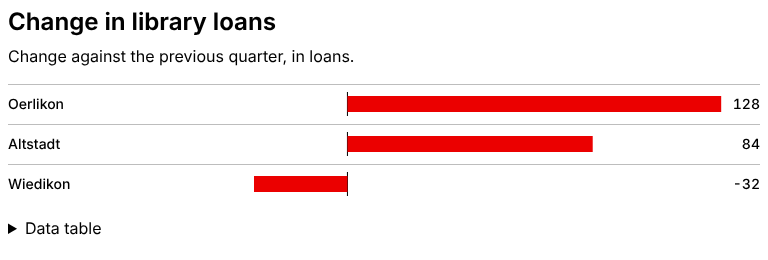 Change in library loans
Change against the previous quarter, in loans.
Oerlikon 128
Altstadt 84
Wiedikon -32
Data table